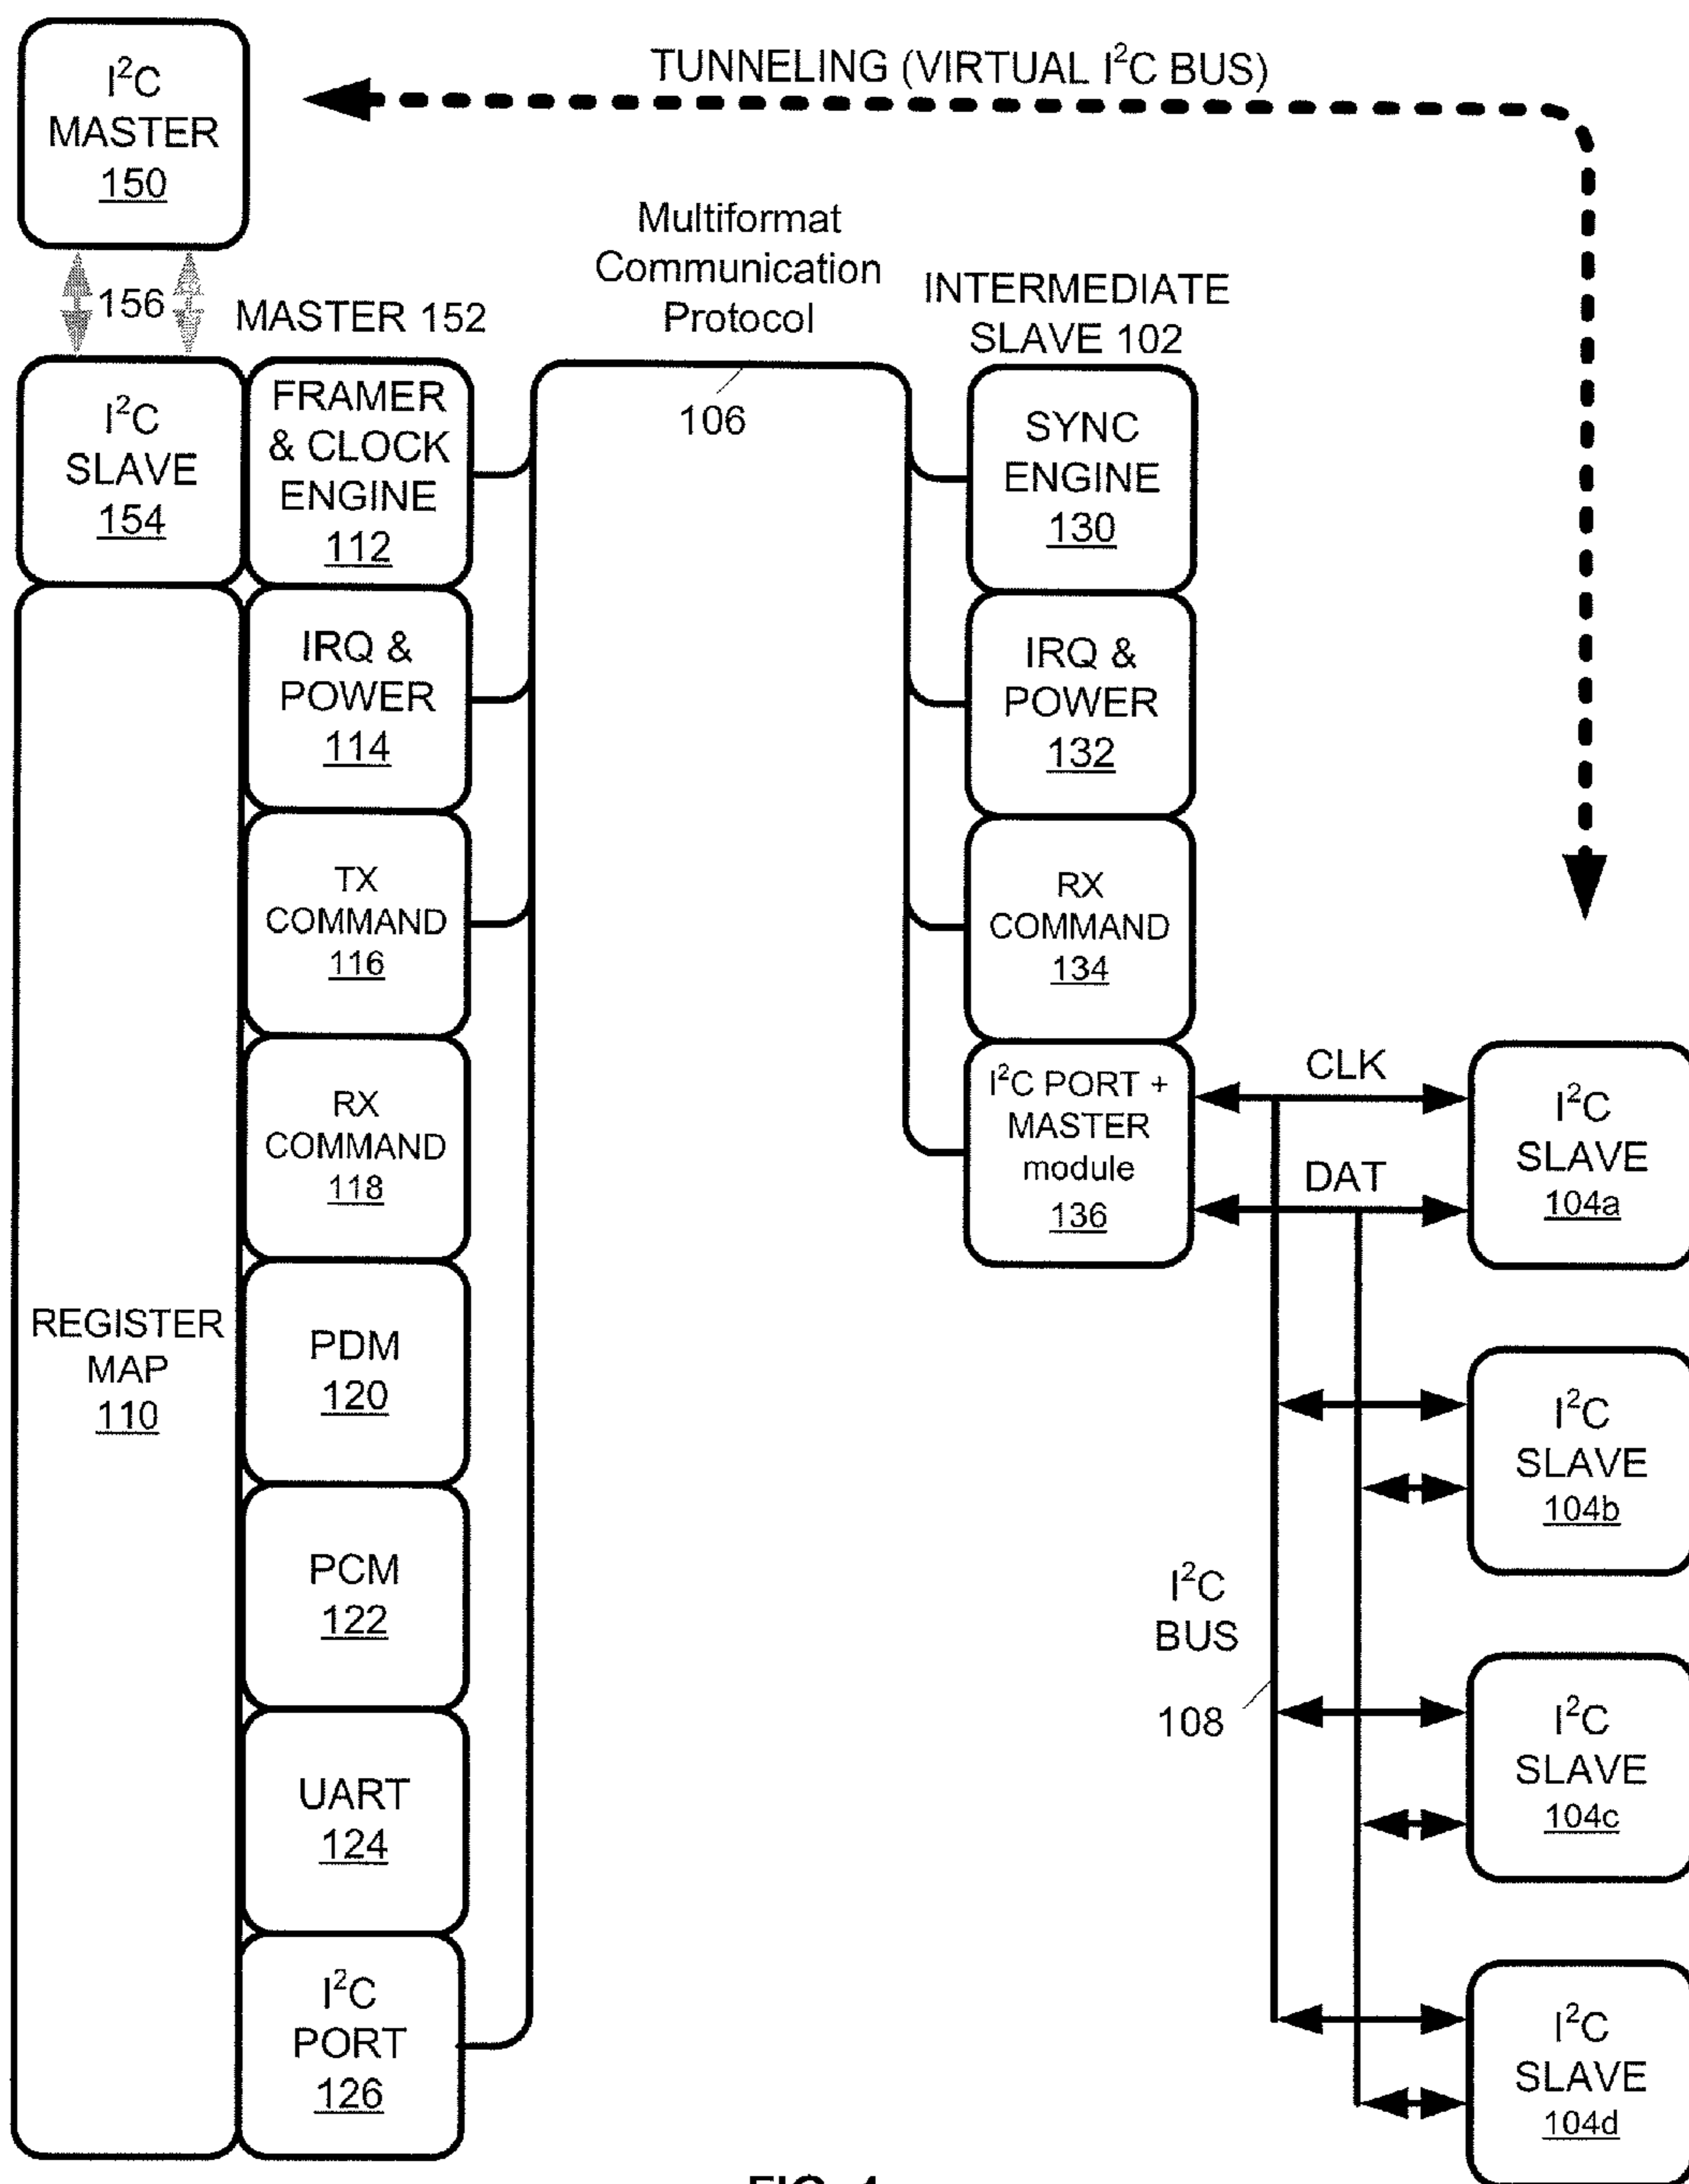 I²C
MASTER
150
TUNNELING (VIRTUAL I²C BUS)
156
MASTER 152
Multiformat
Communication
Protocol
106
INTERMEDIATE
SLAVE 102
I²C
SLAVE
154
FRAMER
& CLOCK
ENGINE
112
IRQ &
POWER
114
TX
COMMAND
116
RX
COMMAND
118
PDM
120
PCM
122
UART
124
I²C
PORT
126
REGISTER
MAP
110
SYNC
ENGINE
130
IRQ &
POWER
132
RX
COMMAND
134
I²C PORT +
MASTER
module
136
CLK
DAT
I²C
BUS
108
I²C
SLAVE
104a
I²C
SLAVE
104b
I²C
SLAVE
104c
I²C
SLAVE
104d